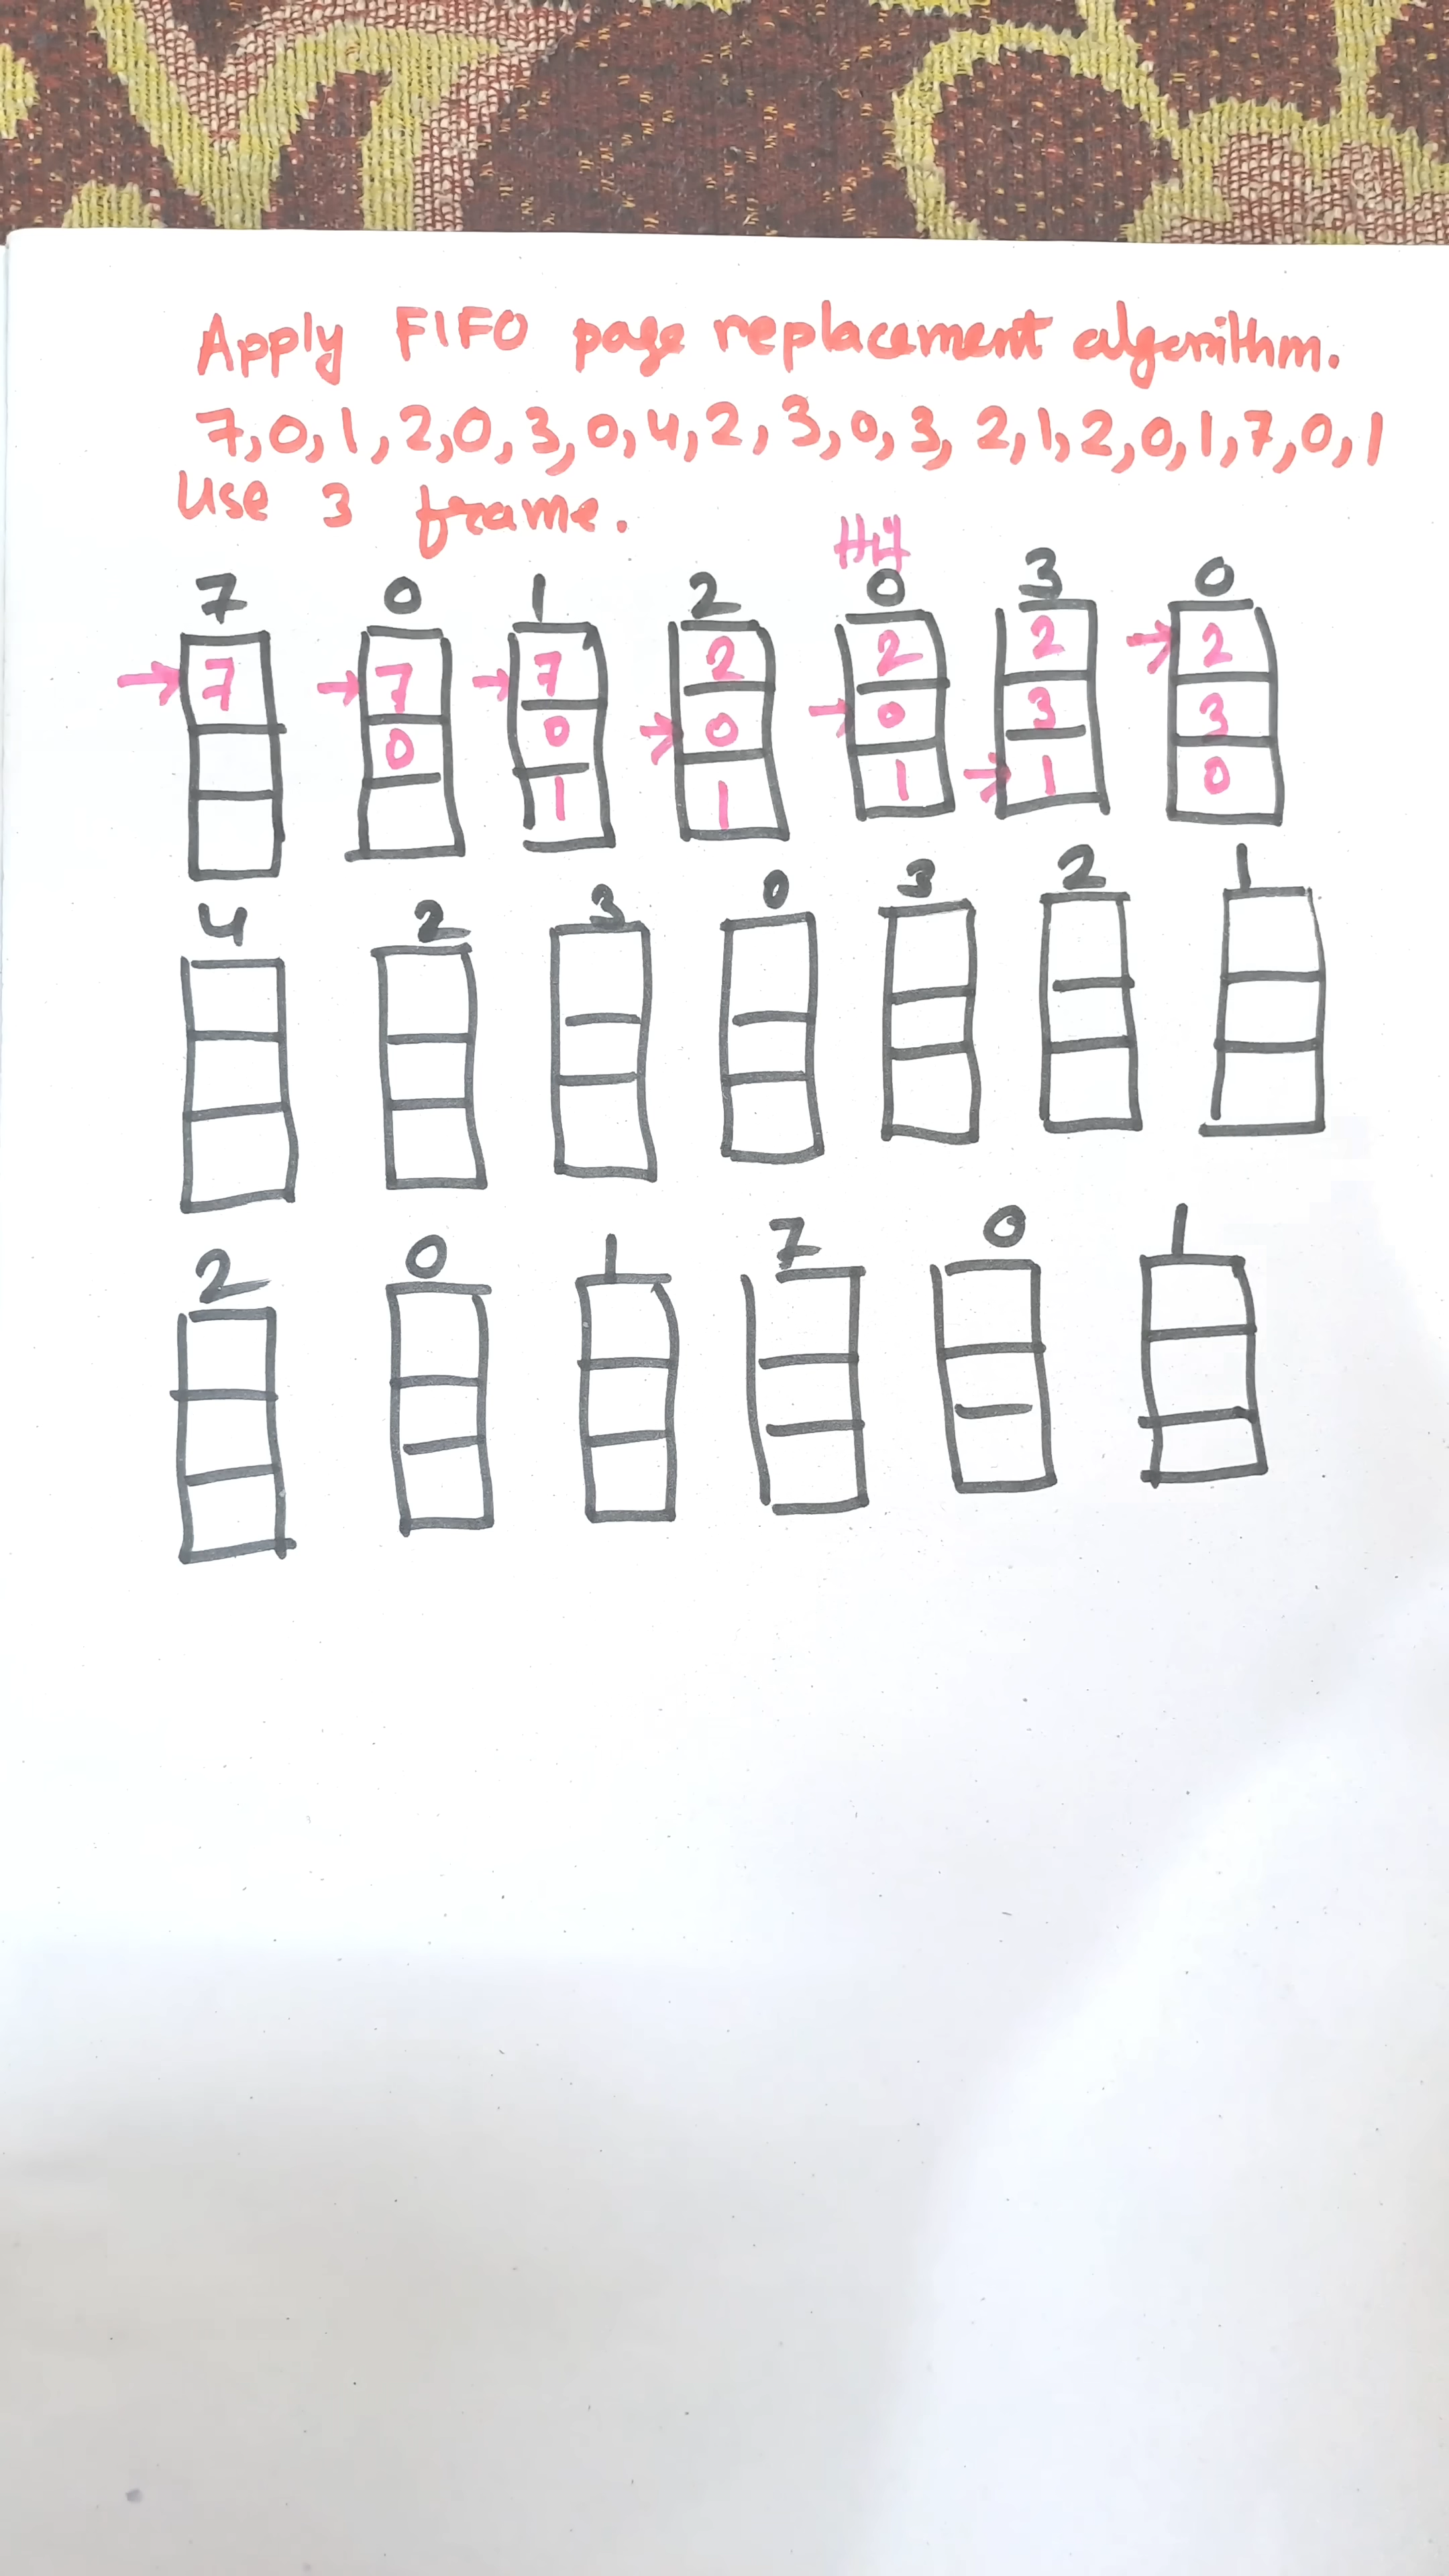 Apply FIFO page replacement algorithm.
7,0,1,2,0,3,0,4,2,3,0,3,2,1,2,0,1,7,0,1
Use 3 frame.
Hit
7 0 1 2 0 3 0
→7 →7 →7 2 2 2 →2
0 0 →0 →0 3 3
1 1 1 →1 0
4 2 3 0 3 2 1
2 0 1 7 0 1